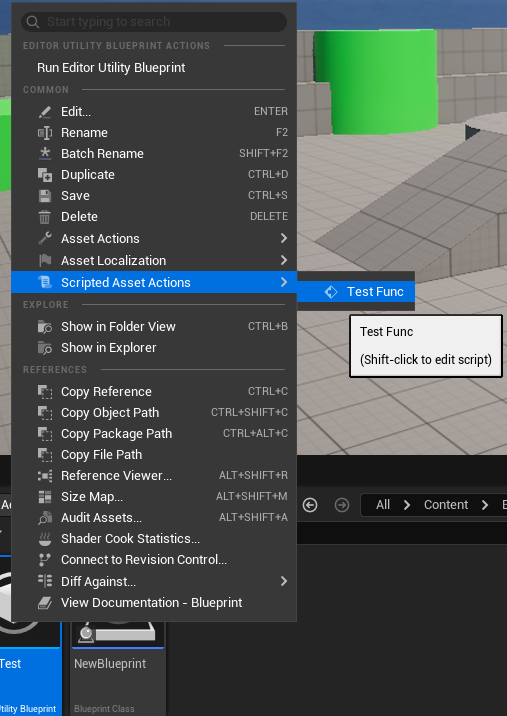 Start typing to search
EDITOR UTILITY BLUEPRINT ACTIONS
Run Editor Utility Blueprint
COMMON
Edit... ENTER
Rename F2
Batch Rename SHIFT+F2
Duplicate CTRL+D
Save CTRL+S
Delete DELETE
Asset Actions
Asset Localization
Scripted Asset Actions
Test Func
Test Func
(Shift-click to edit script)
EXPLORE
Show in Folder View CTRL+B
Show in Explorer
REFERENCES
Copy Reference CTRL+C
Copy Object Path CTRL+SHIFT+C
Copy Package Path CTRL+ALT+C
Copy File Path
Reference Viewer... ALT+SHIFT+R
Size Map... ALT+SHIFT+M
Audit Assets... ALT+SHIFT+A
Shader Cook Statistics...
Connect to Revision Control...
Diff Against...
View Documentation - Blueprint
All Content
Test
NewBlueprint
tility Blueprint
Blueprint Class